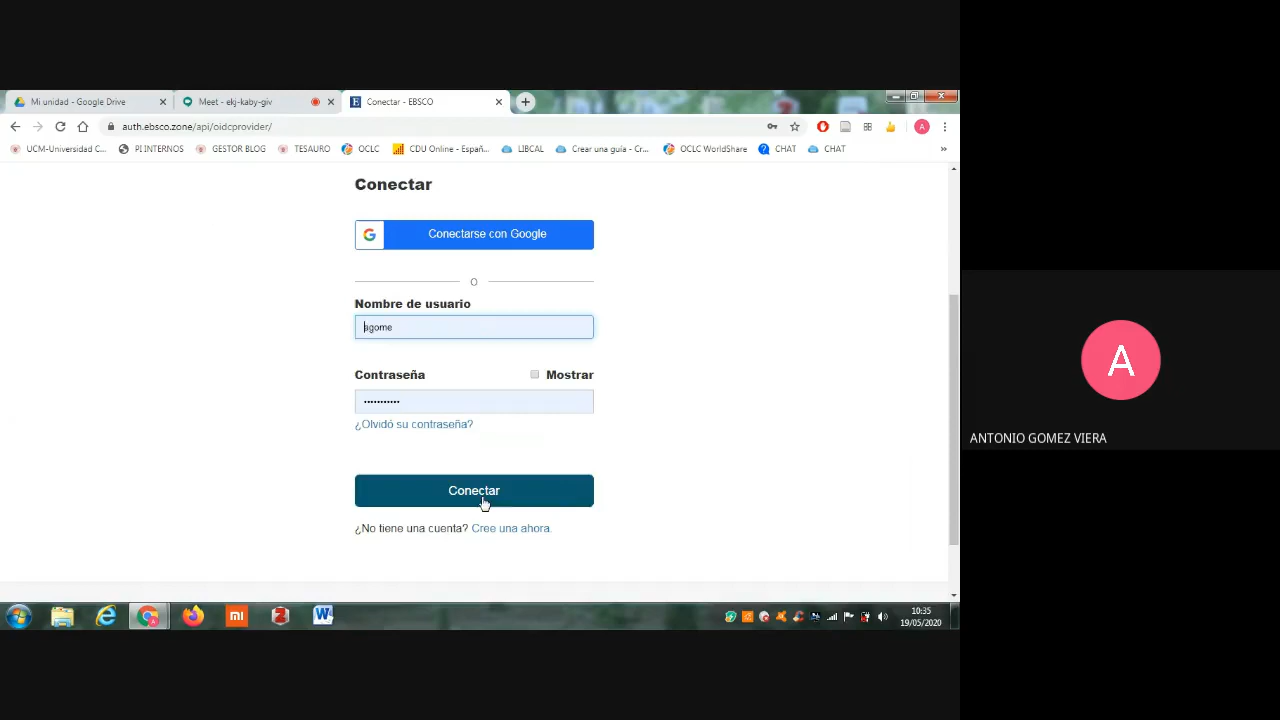 Mi unidad - Google Drive
Meet - ekj-kaby-giv
Conectar - EBSCO
auth.ebsco.zone/api/oidcprovider/
UCM-Universidad C...
PI INTERNOS
GESTOR BLOG
TESAURO
OCLC
CDU Online - Españ...
LIBCAL
Crear una guía - Cr...
OCLC WorldShare
CHAT
CHAT
»
Conectar
G Conectarse con Google
O
Nombre de usuario
agome
Contraseña
Mostrar
•••••••••••
¿Olvidó su contraseña?
Conectar
¿No tiene una cuenta? Cree una ahora.
A
ANTONIO GOMEZ VIERA
mi
W
10:35
19/05/2020